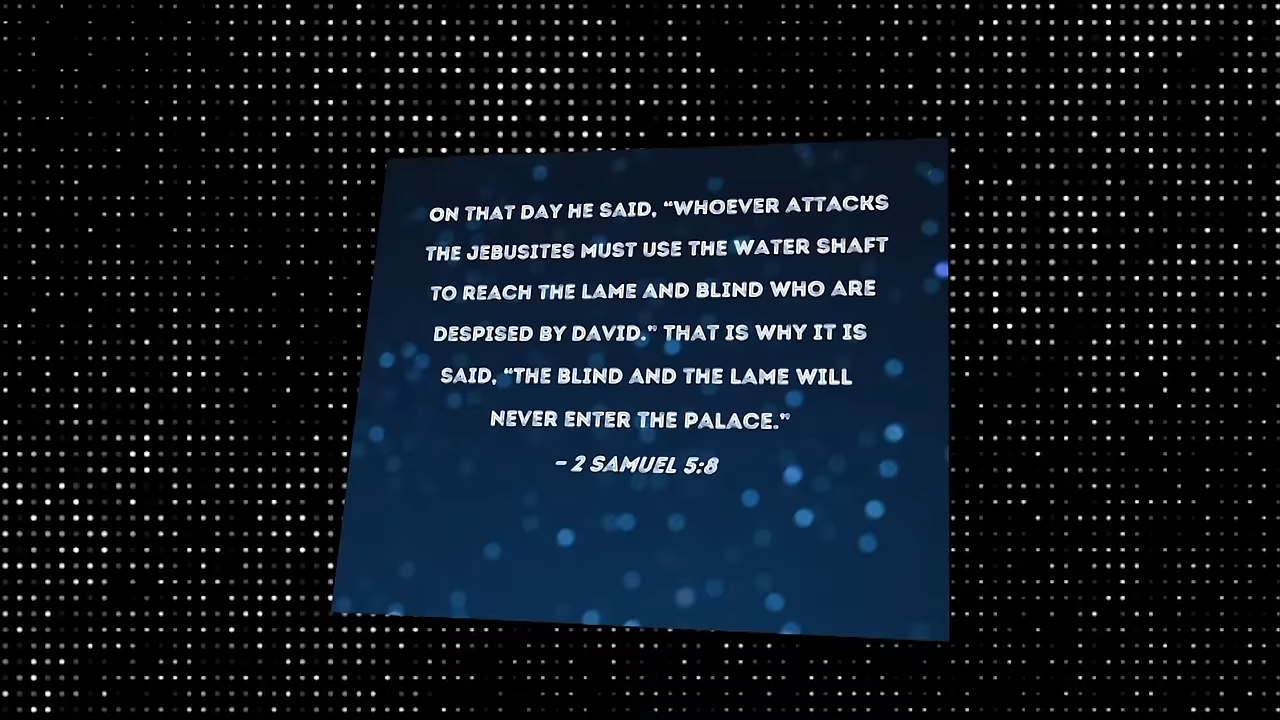 ON THAT DAY HE SAID, “WHOEVER ATTACKS
THE JEBUSITES MUST USE THE WATER SHAFT
TO REACH THE LAME AND BLIND WHO ARE
DESPISED BY DAVID.” THAT IS WHY IT IS
SAID, “THE BLIND AND THE LAME WILL
NEVER ENTER THE PALACE.”
– 2 SAMUEL 5:8